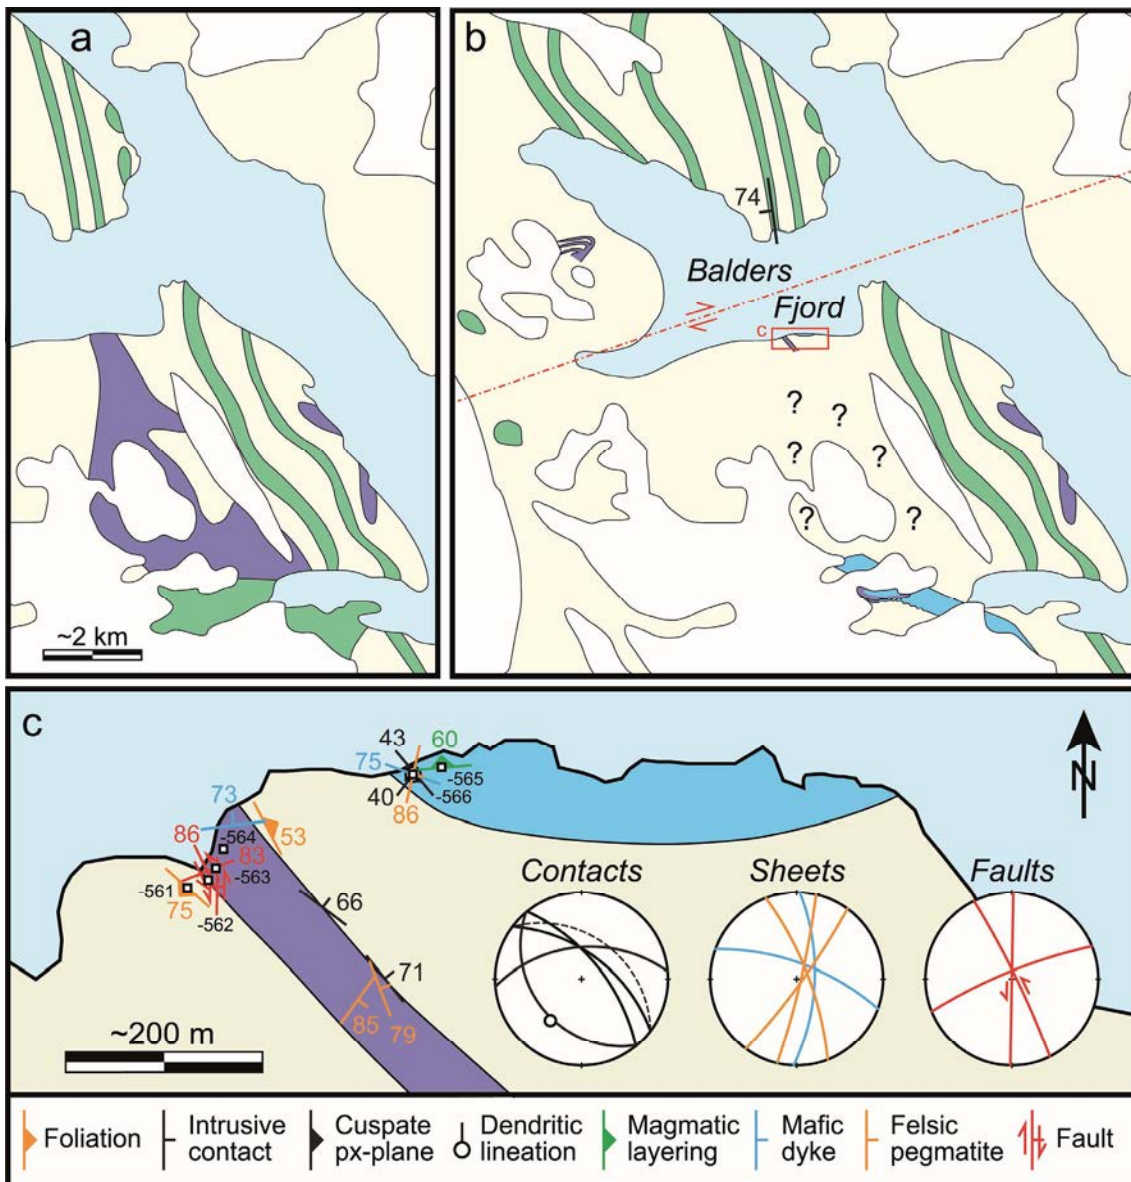 a
~2 km
b
74
Balders
Fjord
c
?
?
?
?
?
?
c
43
60
75
-565
40
-566
86
73
53
86
-564
83
-561
-563
75
-562
66
71
85
79
Contacts
Sheets
Faults
N
~200 m
Foliation
Intrusive
contact
Cuspate
px-plane
Dendritic
lineation
Magmatic
layering
Mafic
dyke
Felsic
pegmatite
Fault